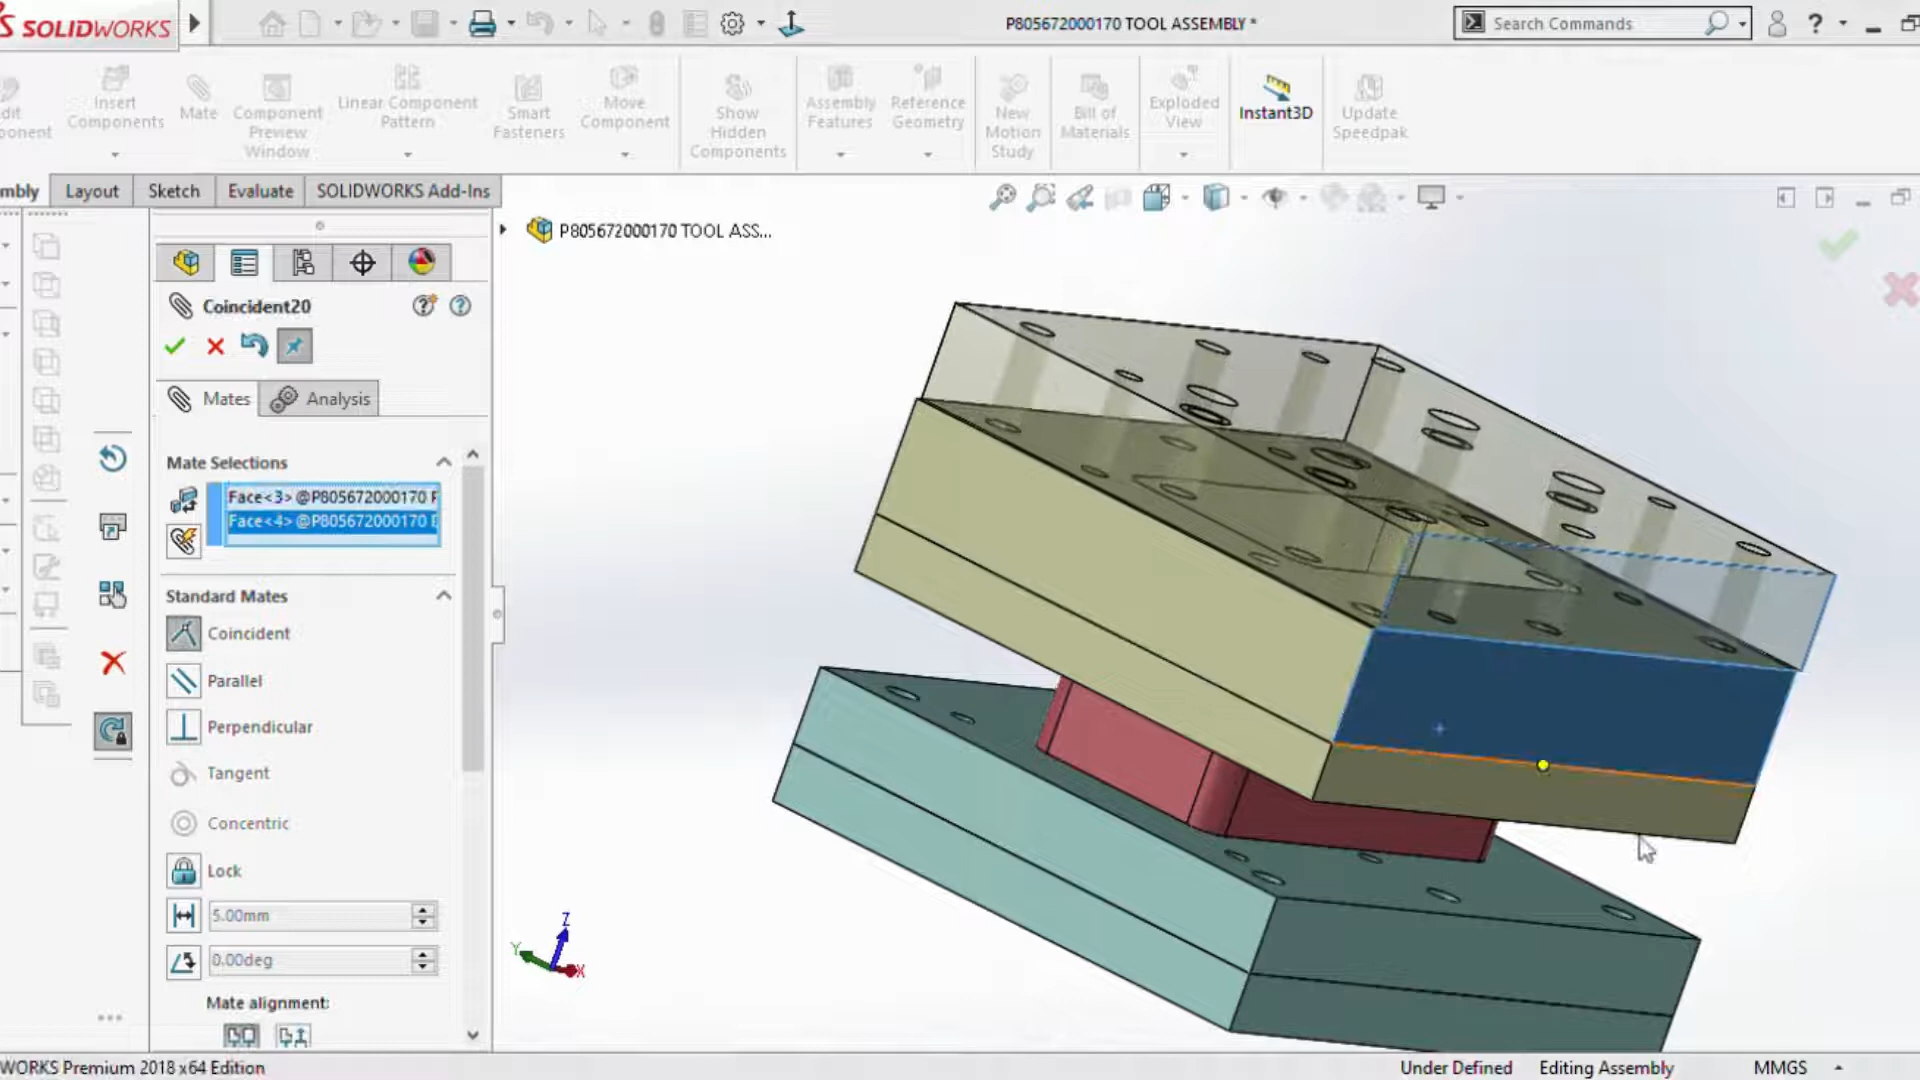 SOLIDWORKS
P805672000170 TOOL ASSEMBLY *
Search Commands
?
dit
ponent
Insert
Components
Mate
Component
Preview
Window
Linear Component
Pattern
Smart
Fasteners
Move
Component
Show
Hidden
Components
Assembly
Features
Reference
Geometry
New
Motion
Study
Bill of
Materials
Exploded
View
Instant3D
Update
Speedpak
mbly
Layout
Sketch
Evaluate
SOLIDWORKS Add-Ins
P805672000170 TOOL ASS...
Coincident20
Mates
Analysis
Mate Selections
Face<3> @P805672000170
Face<4> @P805672000170
Standard Mates
Coincident
Parallel
Perpendicular
Tangent
Concentric
Lock
5.00mm
0.00deg
Mate alignment:
Z
Y
X
WORKS Premium 2018 x64 Edition
Under Defined
Editing Assembly
MMGS